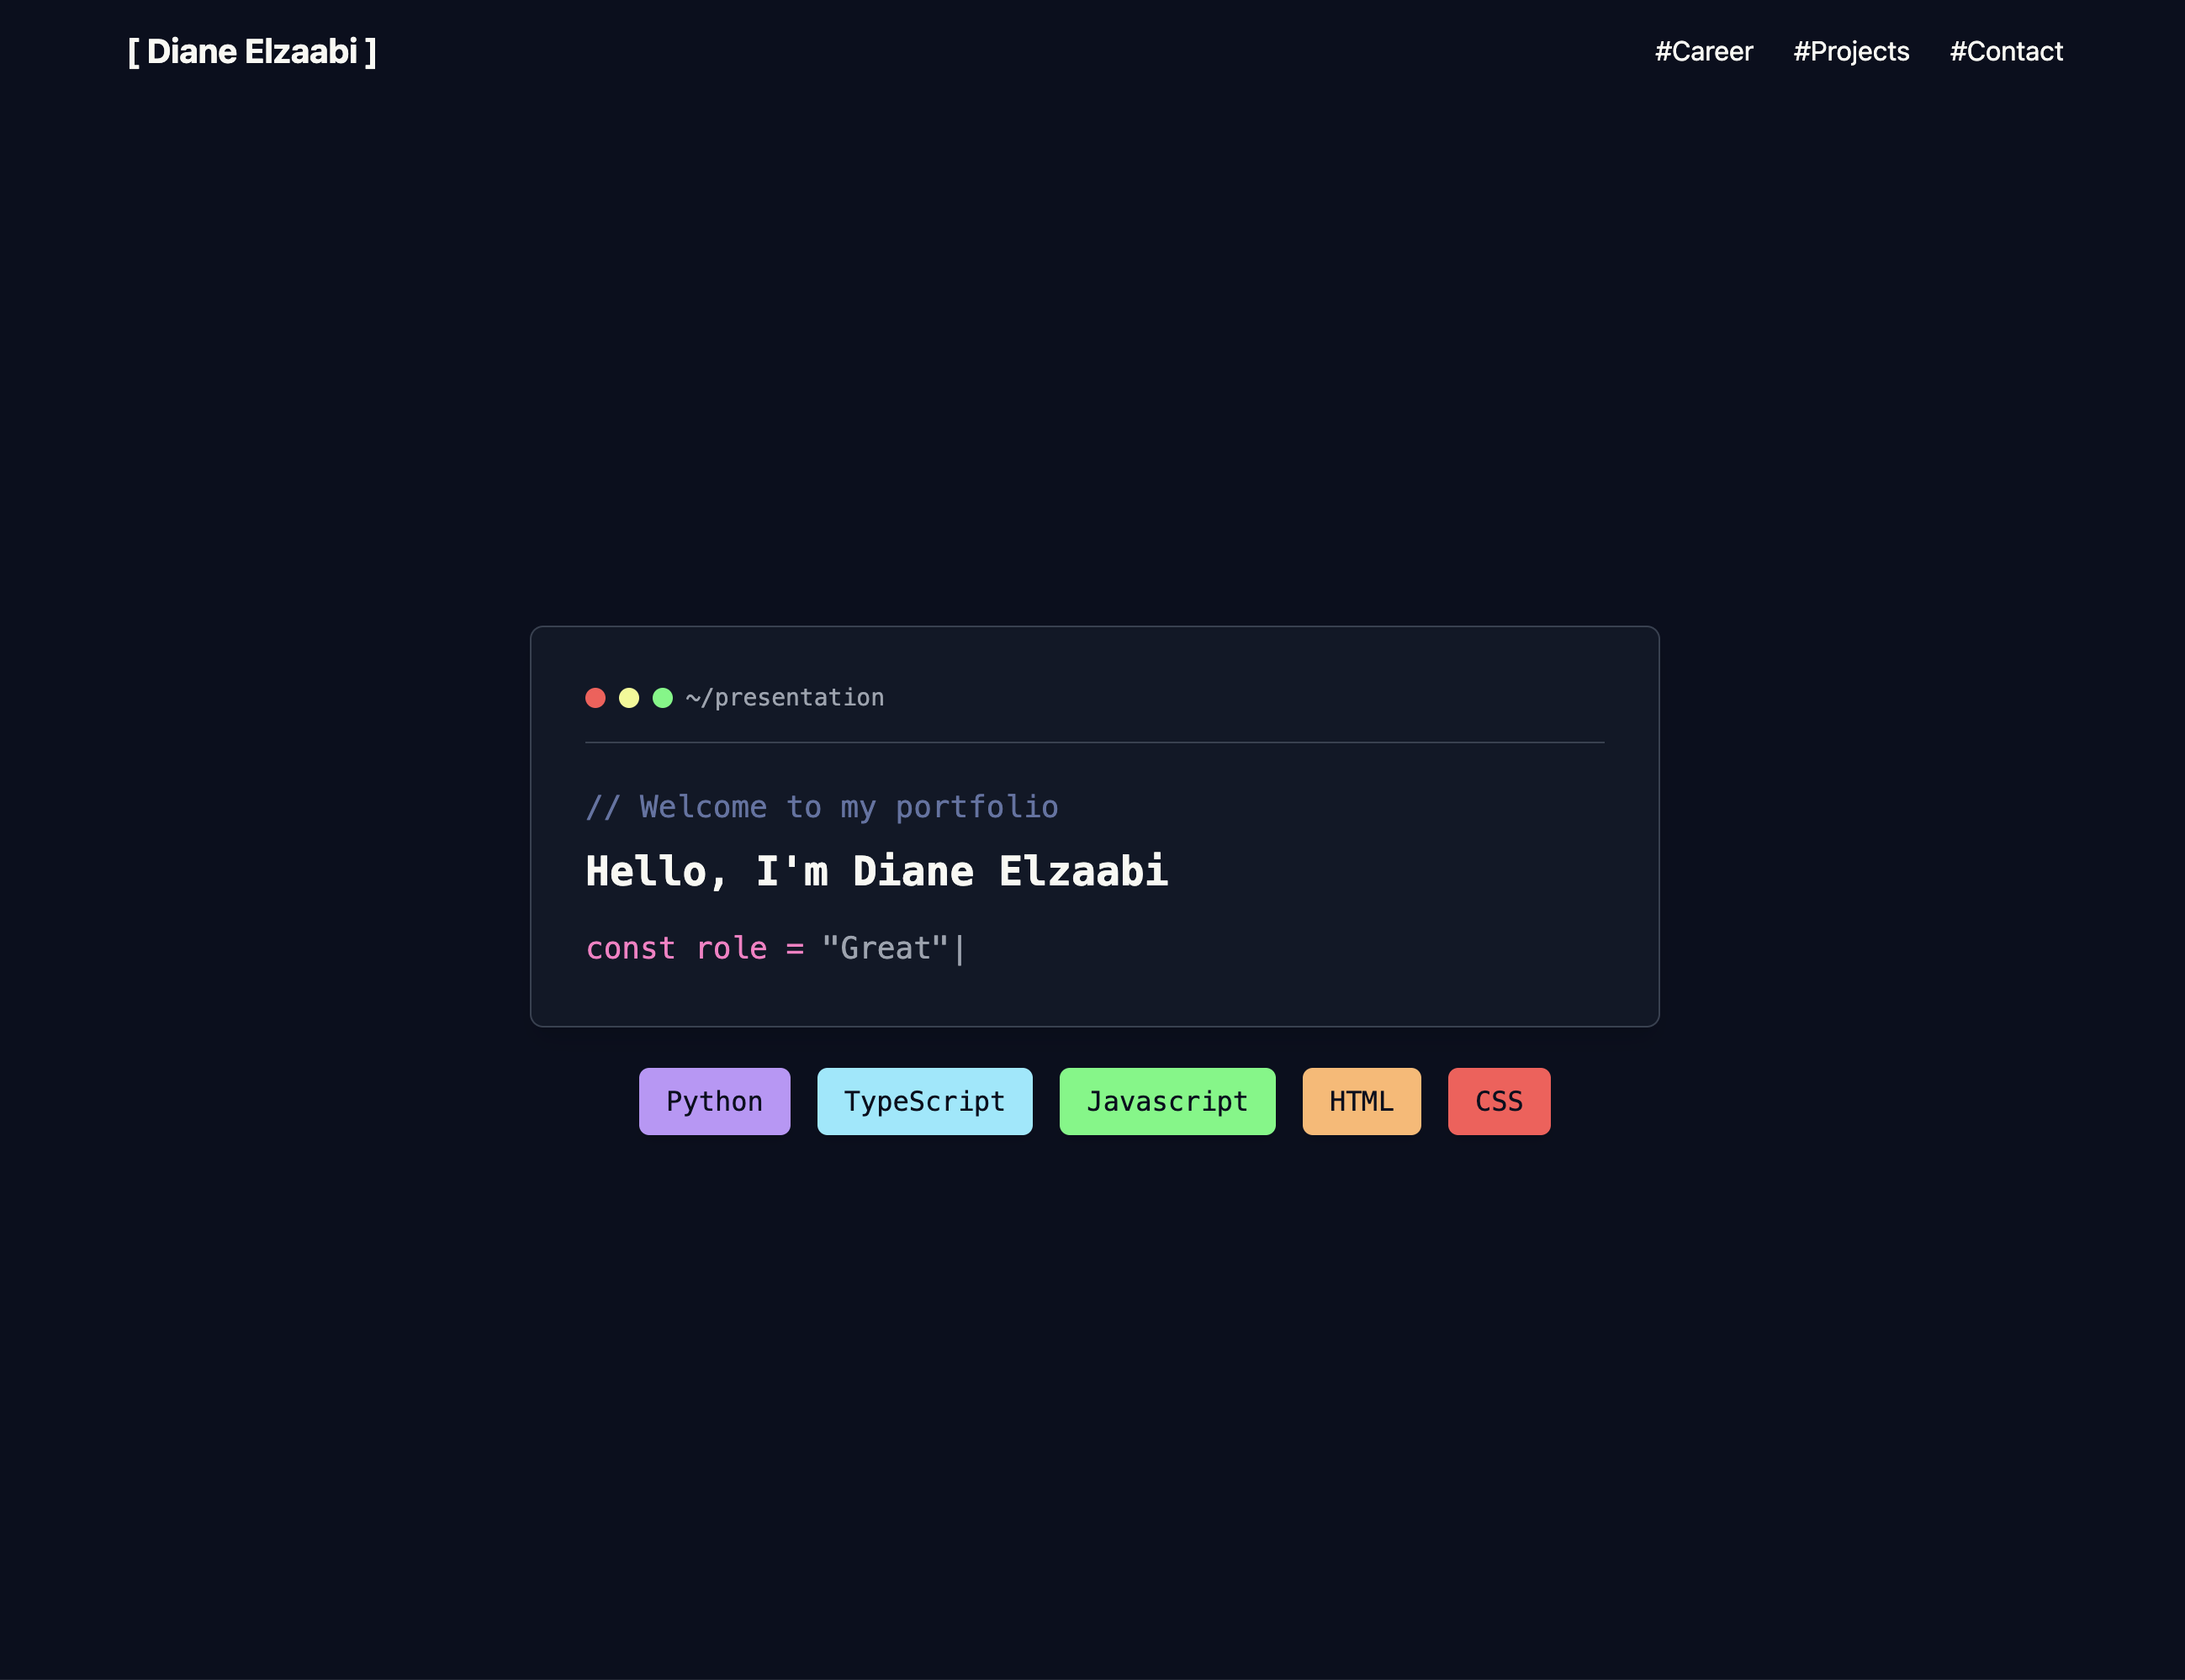 [ Diane Elzaabi ]
#Career #Projects #Contact
~/presentation
// Welcome to my portfolio
Hello, I'm Diane Elzaabi
const role = "Great"|
Python TypeScript Javascript HTML CSS